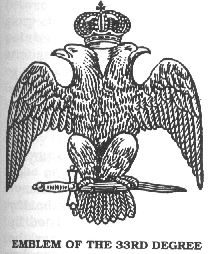 EMBLEM OF THE 33RD DEGREE